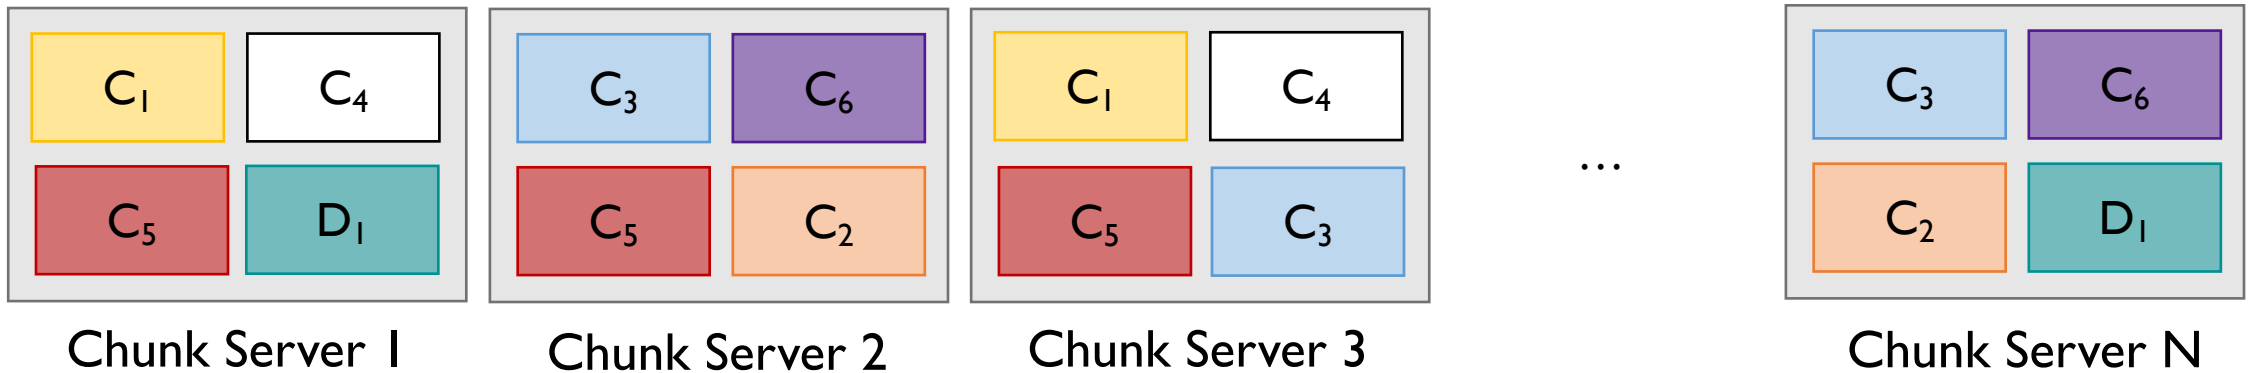 C1 C4 C3 C6 C1 C4 C3 C6
...
C5 D1 C5 C2 C5 C3 C2 D1
Chunk Server 1 Chunk Server 2 Chunk Server 3 Chunk Server N